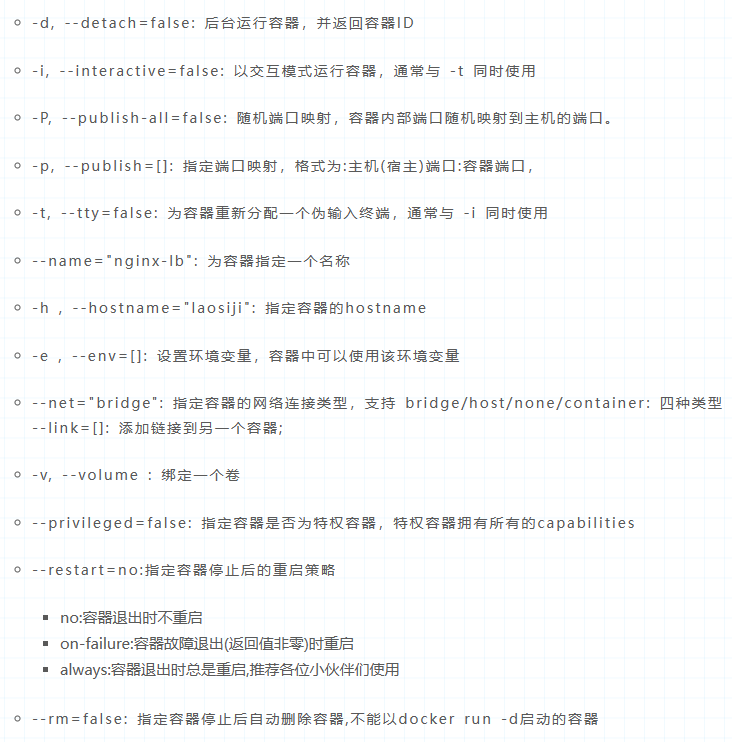 -d, --detach=false: 后台运行容器，并返回容器ID
-i, --interactive=false: 以交互模式运行容器，通常与 -t 同时使用
-P, --publish-all=false: 随机端口映射，容器内部端口随机映射到主机的端口。
-p, --publish=[]: 指定端口映射，格式为:主机(宿主)端口:容器端口，
-t, --tty=false: 为容器重新分配一个伪输入终端，通常与 -i 同时使用
--name="nginx-lb": 为容器指定一个名称
-h , --hostname="laosiji": 指定容器的hostname
-e , --env=[]: 设置环境变量，容器中可以使用该环境变量
--net="bridge": 指定容器的网络连接类型，支持 bridge/host/none/container: 四种类型
--link=[]: 添加链接到另一个容器;
-v, --volume : 绑定一个卷
--privileged=false: 指定容器是否为特权容器，特权容器拥有所有的capabilities
--restart=no:指定容器停止后的重启策略
no:容器退出时不重启
on-failure:容器故障退出(返回值非零)时重启
always:容器退出时总是重启,推荐各位小伙伴们使用
--rm=false: 指定容器停止后自动删除容器,不能以docker run -d启动的容器